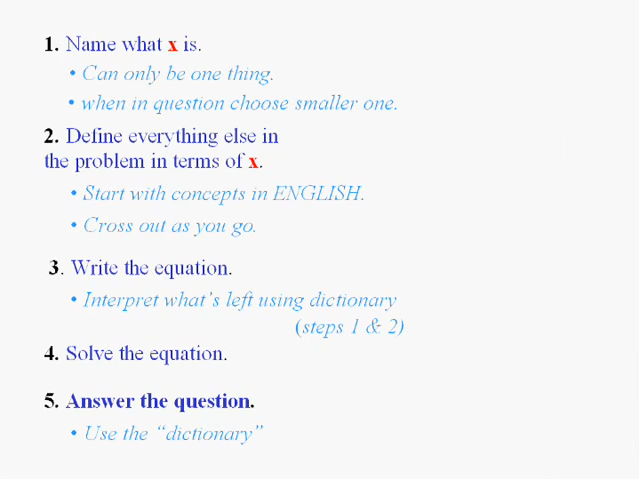 1. Name what x is.
• Can only be one thing.
• when in question choose smaller one.
2. Define everything else in
the problem in terms of x.
• Start with concepts in ENGLISH.
• Cross out as you go.
3. Write the equation.
• Interpret what's left using dictionary
(steps 1 & 2)
4. Solve the equation.
5. Answer the question.
• Use the “dictionary”